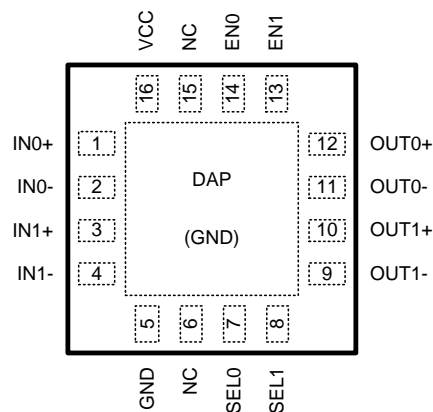 VCC NC EN0 EN1
16 15 14 13
IN0+ 1 12 OUT0+
IN0- 2 DAP 11 OUT0-
IN1+ 3 (GND) 10 OUT1+
IN1- 4 9 OUT1-
5 6 7 8
GND NC SEL0 SEL1